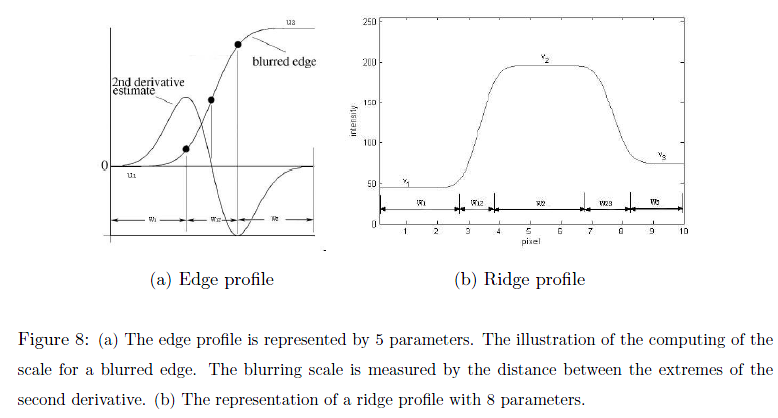 u2
blurred edge
2nd derivative
estimate
0
u1
w1
w12
w2
250
200
150
100
50
0
intensity
v1
v2
v3
w1
w12
w2
w23
w3
1 2 3 4 5 6 7 8 9 10
pixel
(a) Edge profile
(b) Ridge profile
Figure 8: (a) The edge profile is represented by 5 parameters. The illustration of the computing of the
scale for a blurred edge. The blurring scale is measured by the distance between the extremes of the
second derivative. (b) The representation of a ridge profile with 8 parameters.